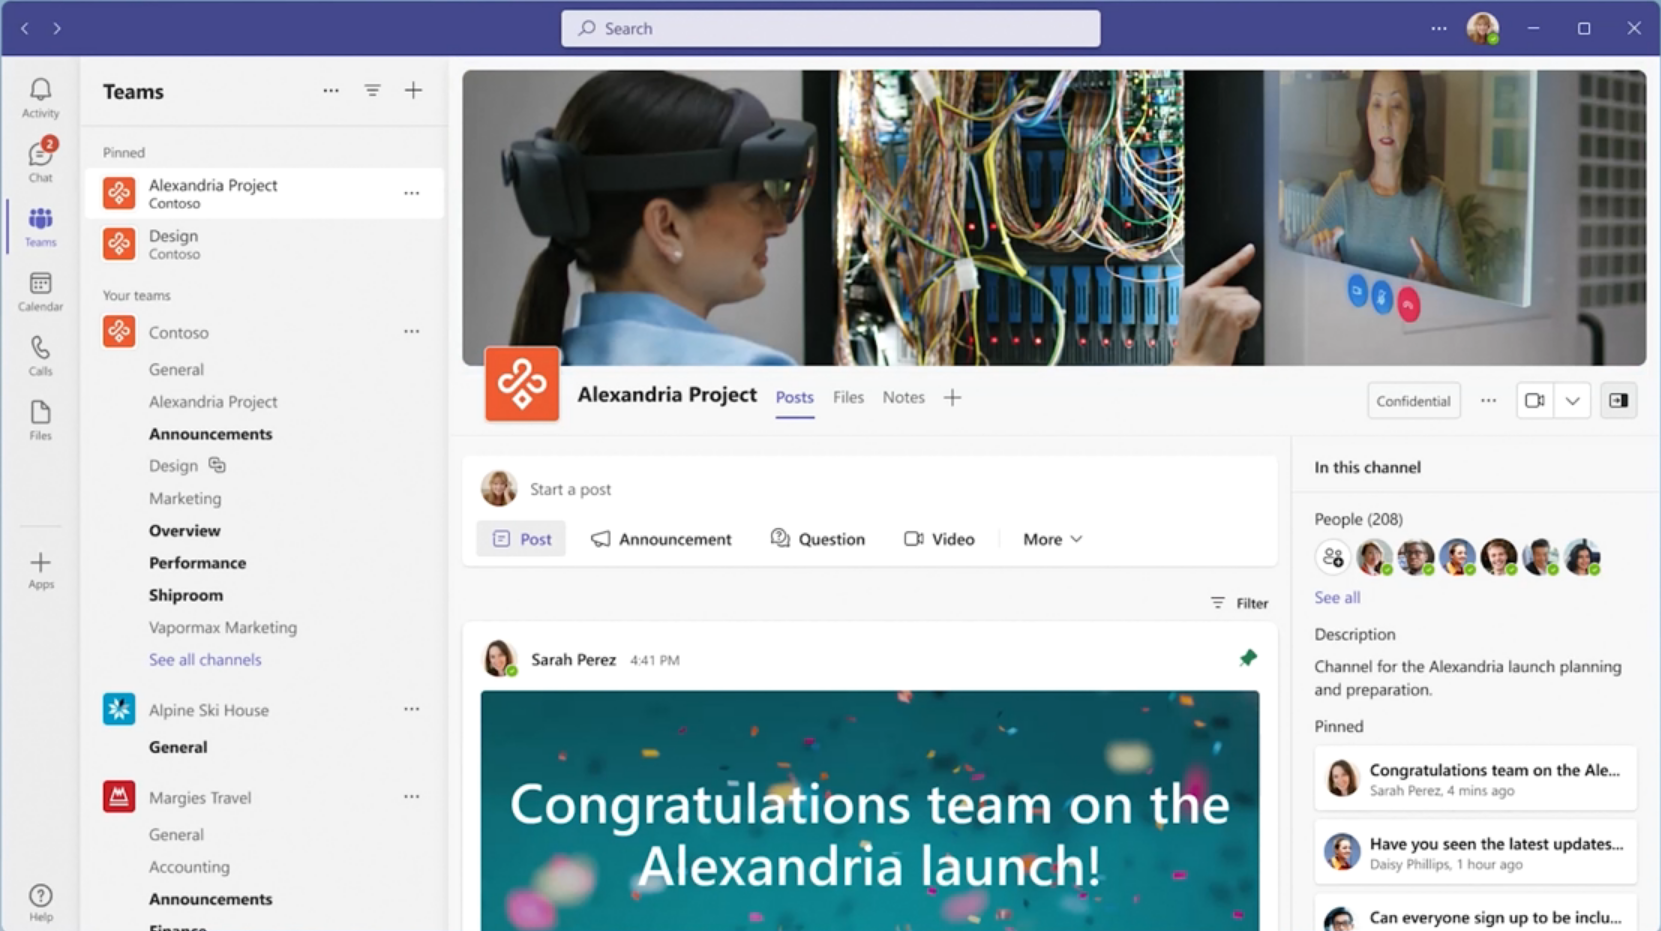 Search
Activity
2
Chat
Teams
Calendar
Calls
Files
Apps
Help
Teams
Pinned
Alexandria Project
Contoso
Design
Contoso
Your teams
Contoso
General
Alexandria Project
Announcements
Design
Marketing
Overview
Performance
Shiproom
Vapormax Marketing
See all channels
Alpine Ski House
General
Margies Travel
General
Accounting
Announcements
Finance
Alexandria Project
Posts
Files
Notes
Confidential
Start a post
Post
Announcement
Question
Video
More
Filter
Sarah Perez 4:41 PM
Congratulations team on the
Alexandria launch!
In this channel
People (208)
See all
Description
Channel for the Alexandria launch planning
and preparation.
Pinned
Congratulations team on the Ale...
Sarah Perez, 4 mins ago
Have you seen the latest updates...
Daisy Phillips, 1 hour ago
Can everyone sign up to be inclu...